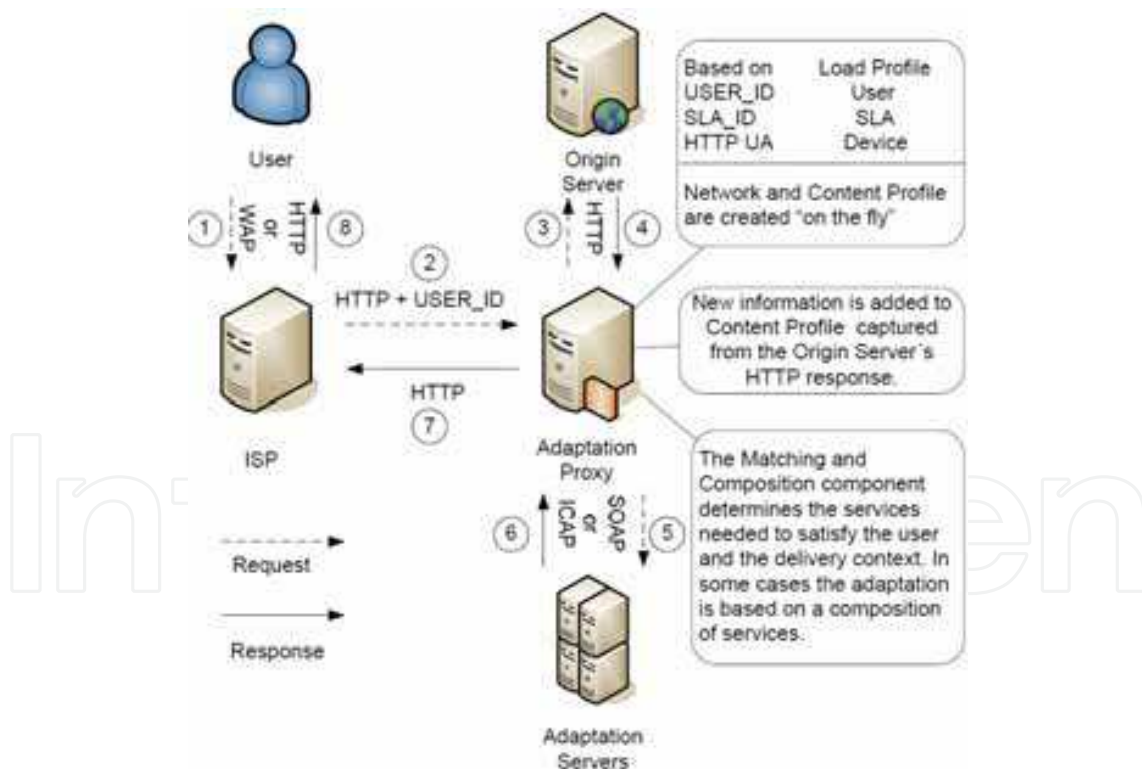 User
Origin
Server
Based on Load Profile
USER_ID User
SLA_ID SLA
HTTP UA Device
Network and Content Profile
are created "on the fly"
1
WAP
or
HTTP
8
3
HTTP
4
2
HTTP + USER_ID
HTTP
7
ISP
Adaptation
Proxy
New information is added to
Content Profile captured
from the Origin Server´s
HTTP response.
6
ICAP
or
SOAP
5
The Matching and
Composition component
determines the services
needed to satisfy the user
and the delivery context. In
some cases the adaptation
is based on a composition
of services.
Request
Response
Adaptation
Servers